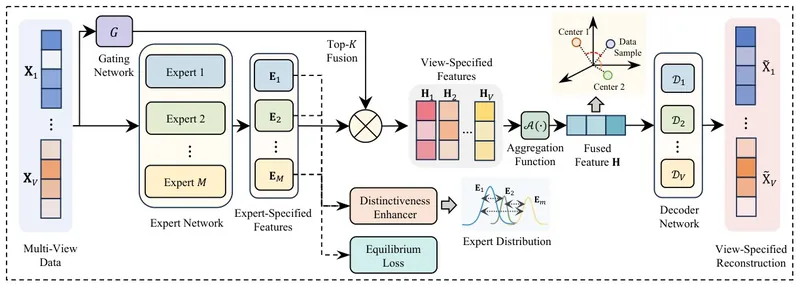 X1
⋮
XV
Multi-View
Data
G
Gating
Network
Expert 1
Expert 2
⋮
Expert M
Expert Network
E1
E2
⋮
EM
Expert-Specified
Features
Top-K
Fusion
View-Specified
Features
H1 H2 ... HV
Distinctiveness
Enhancer
Equilibrium
Loss
E1 E2 Em
Expert Distribution
𝒜(·)
Aggregation
Function
Center 1
Data
Sample
Center 2
Fused
Feature H
𝒟1
𝒟2
⋮
𝒟V
Decoder
Network
X̃1
⋮
X̃V
View-Specified
Reconstruction